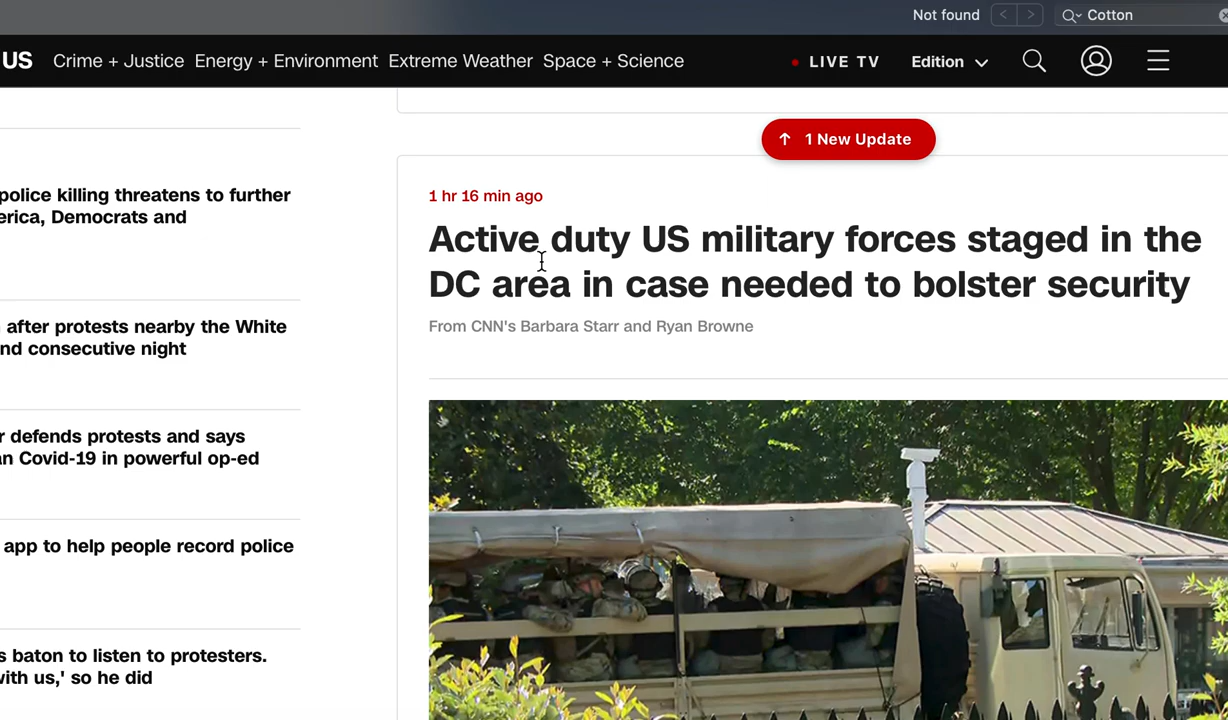 Not found
Cotton
US Crime + Justice Energy + Environment Extreme Weather Space + Science LIVE TV Edition
1 New Update
police killing threatens to further
erica, Democrats and
after protests nearby the White
nd consecutive night
r defends protests and says
an Covid-19 in powerful op-ed
app to help people record police
s baton to listen to protesters.
with us,' so he did
1 hr 16 min ago
Active duty US military forces staged in the
DC area in case needed to bolster security
From CNN's Barbara Starr and Ryan Browne